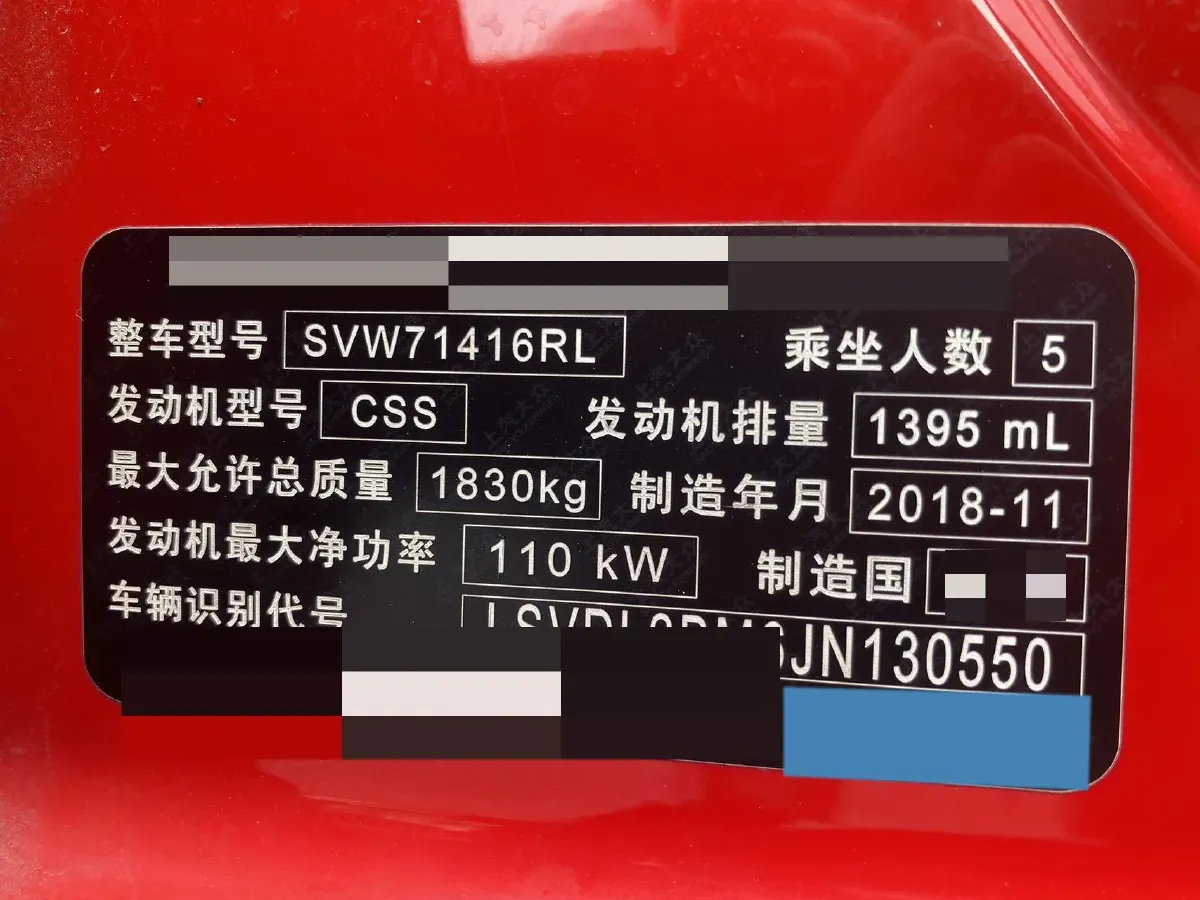 整车型号 SVW71416RL 乘坐人数 5
发动机型号 CSS 发动机排量 1395 mL
最大允许总质量 1830kg 制造年月 2018-11
发动机最大净功率 110 kW 制造国
车辆识别代号 JN130550